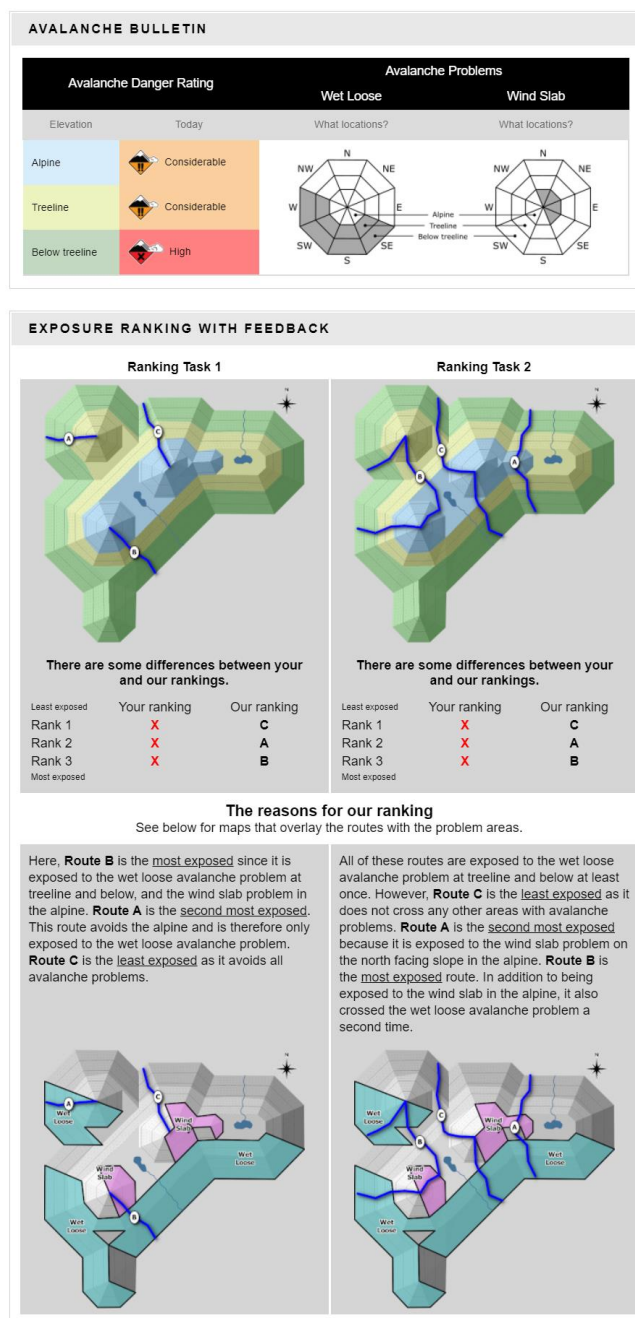 AVALANCHE BULLETIN
Avalanche Danger Rating
Avalanche Problems
Wet Loose Wind Slab
Elevation Today What locations? What locations?
Alpine !! Considerable
Treeline !! Considerable
Below treeline X High
N
NW NE
W E
SW SE
S
Alpine
Treeline
Below treeline
N
NW NE
W E
SW SE
S
EXPOSURE RANKING WITH FEEDBACK
Ranking Task 1
N
A
C
B
There are some differences between your
and our rankings.
Least exposed Your ranking Our ranking
Rank 1 X C
Rank 2 X A
Rank 3 X B
Most exposed
Ranking Task 2
N
C
A
B
There are some differences between your
and our rankings.
Least exposed Your ranking Our ranking
Rank 1 X C
Rank 2 X A
Rank 3 X B
Most exposed
The reasons for our ranking
See below for maps that overlay the routes with the problem areas.
Here, Route B is the most exposed since it is
exposed to the wet loose avalanche problem at
treeline and below, and the wind slab problem in
the alpine. Route A is the second most exposed.
This route avoids the alpine and is therefore only
exposed to the wet loose avalanche problem.
Route C is the least exposed as it avoids all
avalanche problems.
N
A
Wet
Loose
C
Wind
Slab
Wind
Slab
Wet
Loose
B
Wet
Loose
All of these routes are exposed to the wet loose
avalanche problem at treeline and below at least
once. However, Route C is the least exposed as it
does not cross any other areas with avalanche
problems. Route A is the second most exposed
because it is exposed to the wind slab problem on
the north facing slope in the alpine. Route B is
the most exposed route. In addition to being
exposed to the wind slab in the alpine, it also
crossed the wet loose avalanche problem a
second time.
N
Wet
Loose
C
Wind
Slab
A
B
Wind
Slab
Wet
Loose
Wet
Loose